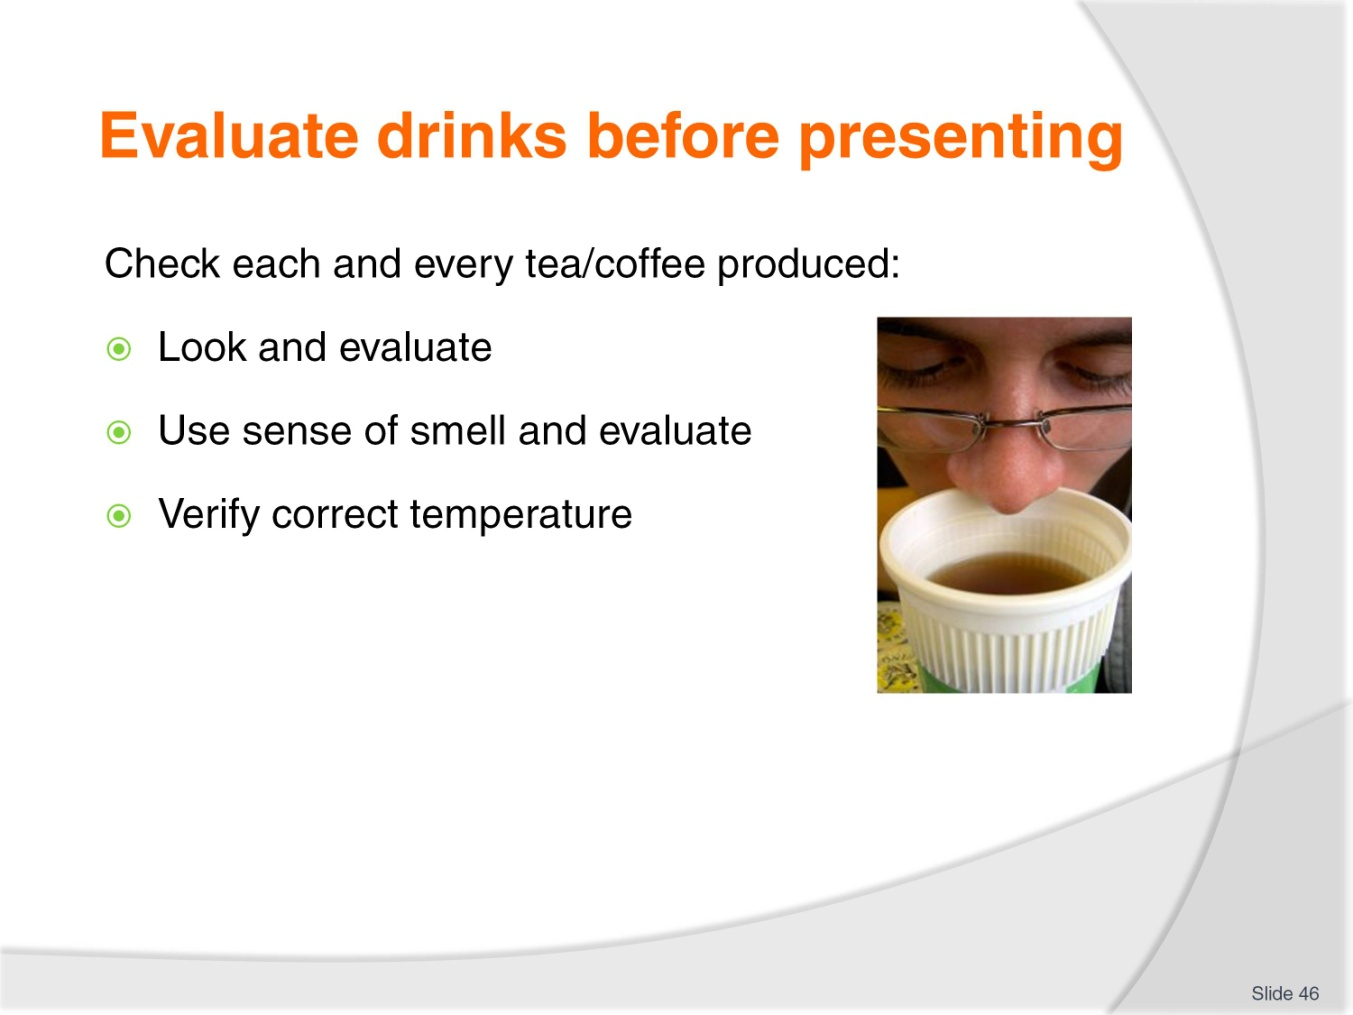 Evaluate drinks before presenting
Check each and every tea/coffee produced:
Look and evaluate
Use sense of smell and evaluate
Verify correct temperature
Slide 46